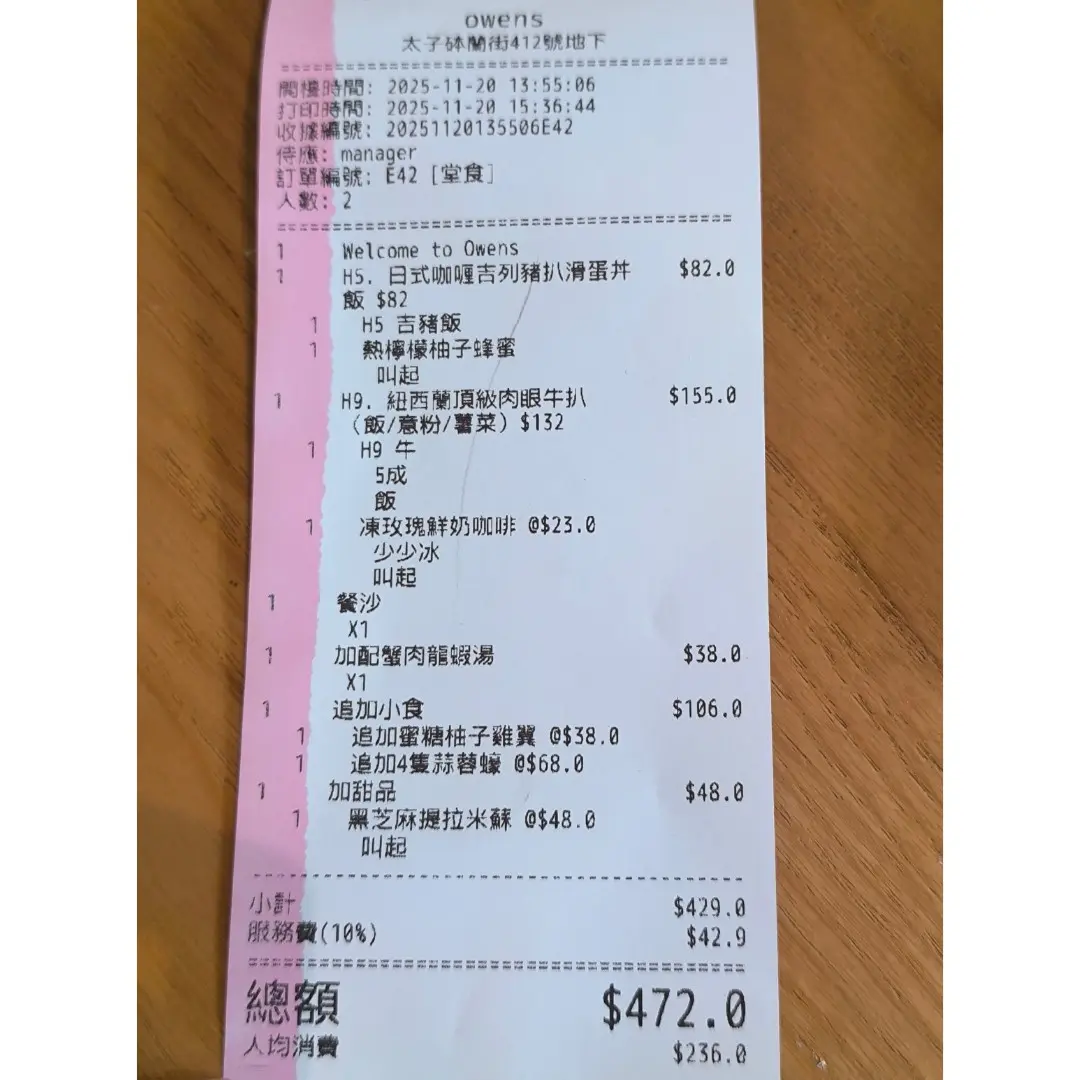 owens
太子砵蘭街412號地下
開檯時間: 2025-11-20 13:55:06
打印時間: 2025-11-20 15:36:44
收據編號: 20251120135506E42
侍應: manager
訂單編號: E42 [堂食]
人數: 2
1 Welcome to Owens
1 H5. 日式咖喱吉列豬扒滑蛋丼 $82.0
飯 $82
1 H5 吉豬飯
1 熱檸檬柚子蜂蜜
叫起
1 H9. 紐西蘭頂級肉眼牛扒 $155.0
（飯/意粉/薯菜）$132
1 H9 牛
5成
飯
1 凍玫瑰鮮奶咖啡 @$23.0
少少冰
叫起
1 餐沙
X1
1 加配蟹肉龍蝦湯 $38.0
X1
1 追加小食 $106.0
1 追加蜜糖柚子雞翼 @$38.0
1 追加4隻蒜蓉蠔 @$68.0
1 加甜品 $48.0
1 黑芝麻提拉米蘇 @$48.0
叫起
小計 $429.0
服務費(10%) $42.9
總額 $472.0
人均消費 $236.0